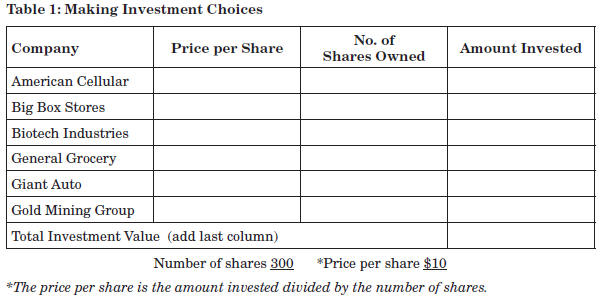 Table 1: Making Investment Choices
Company Price per Share No. of Shares Owned Amount Invested
American Cellular
Big Box Stores
Biotech Industries
General Grocery
Giant Auto
Gold Mining Group
Total Investment Value (add last column)
Number of shares 300 *Price per share $10
*The price per share is the amount invested divided by the number of shares.